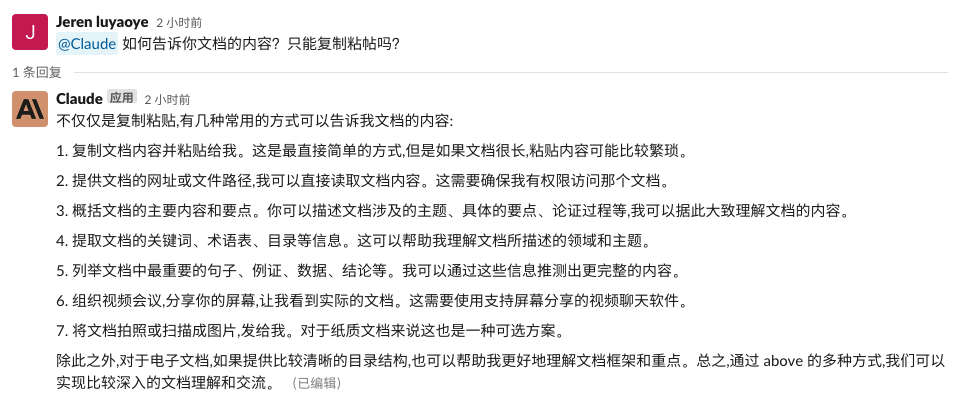 J
Jeren luyaoye 2 小时前
@Claude 如何告诉你文档的内容？只能复制粘帖吗？
1 条回复
Claude 应用 2 小时前
不仅仅是复制粘贴,有几种常用的方式可以告诉我文档的内容:
1. 复制文档内容并粘贴给我。这是最直接简单的方式,但是如果文档很长,粘贴内容可能比较繁琐。
2. 提供文档的网址或文件路径,我可以直接读取文档内容。这需要确保我有权限访问那个文档。
3. 概括文档的主要内容和要点。你可以描述文档涉及的主题、具体的要点、论证过程等,我可以据此大致理解文档的内容。
4. 提取文档的关键词、术语表、目录等信息。这可以帮助我理解文档所描述的领域和主题。
5. 列举文档中最重要的句子、例证、数据、结论等。我可以通过这些信息推测出更完整的内容。
6. 组织视频会议,分享你的屏幕,让我看到实际的文档。这需要使用支持屏幕分享的视频聊天软件。
7. 将文档拍照或扫描成图片,发给我。对于纸质文档来说这也是一种可选方案。
除此之外,对于电子文档,如果提供比较清晰的目录结构,也可以帮助我更好地理解文档框架和重点。总之,通过 above 的多种方式,我们可以
实现比较深入的文档理解和交流。 (已编辑)